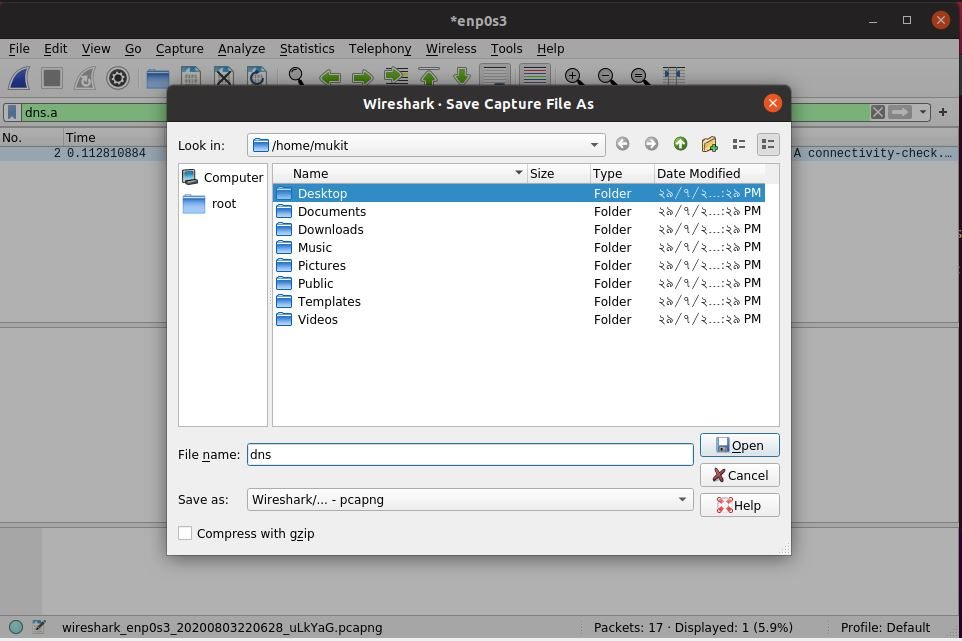 *enp0s3
File Edit View Go Capture Analyze Statistics Telephony Wireless Tools Help
dns.a
No. Time
2 0.112810884 A connectivity-check.…
Wireshark · Save Capture File As
Look in: /home/mukit
Computer
root
Name Size Type Date Modified
Desktop Folder ২৯/৭/২…:২৯ PM
Documents Folder ২৯/৭/২…:২৯ PM
Downloads Folder ২৯/৭/২…:২৯ PM
Music Folder ২৯/৭/২…:২৯ PM
Pictures Folder ২৯/৭/২…:২৯ PM
Public Folder ২৯/৭/২…:২৯ PM
Templates Folder ২৯/৭/২…:২৯ PM
Videos Folder ২৯/৭/২…:২৯ PM
File name: dns Open
Cancel
Save as: Wireshark/... - pcapng Help
Compress with gzip
wireshark_enp0s3_20200803220628_uLkYaG.pcapng Packets: 17 · Displayed: 1 (5.9%) Profile: Default